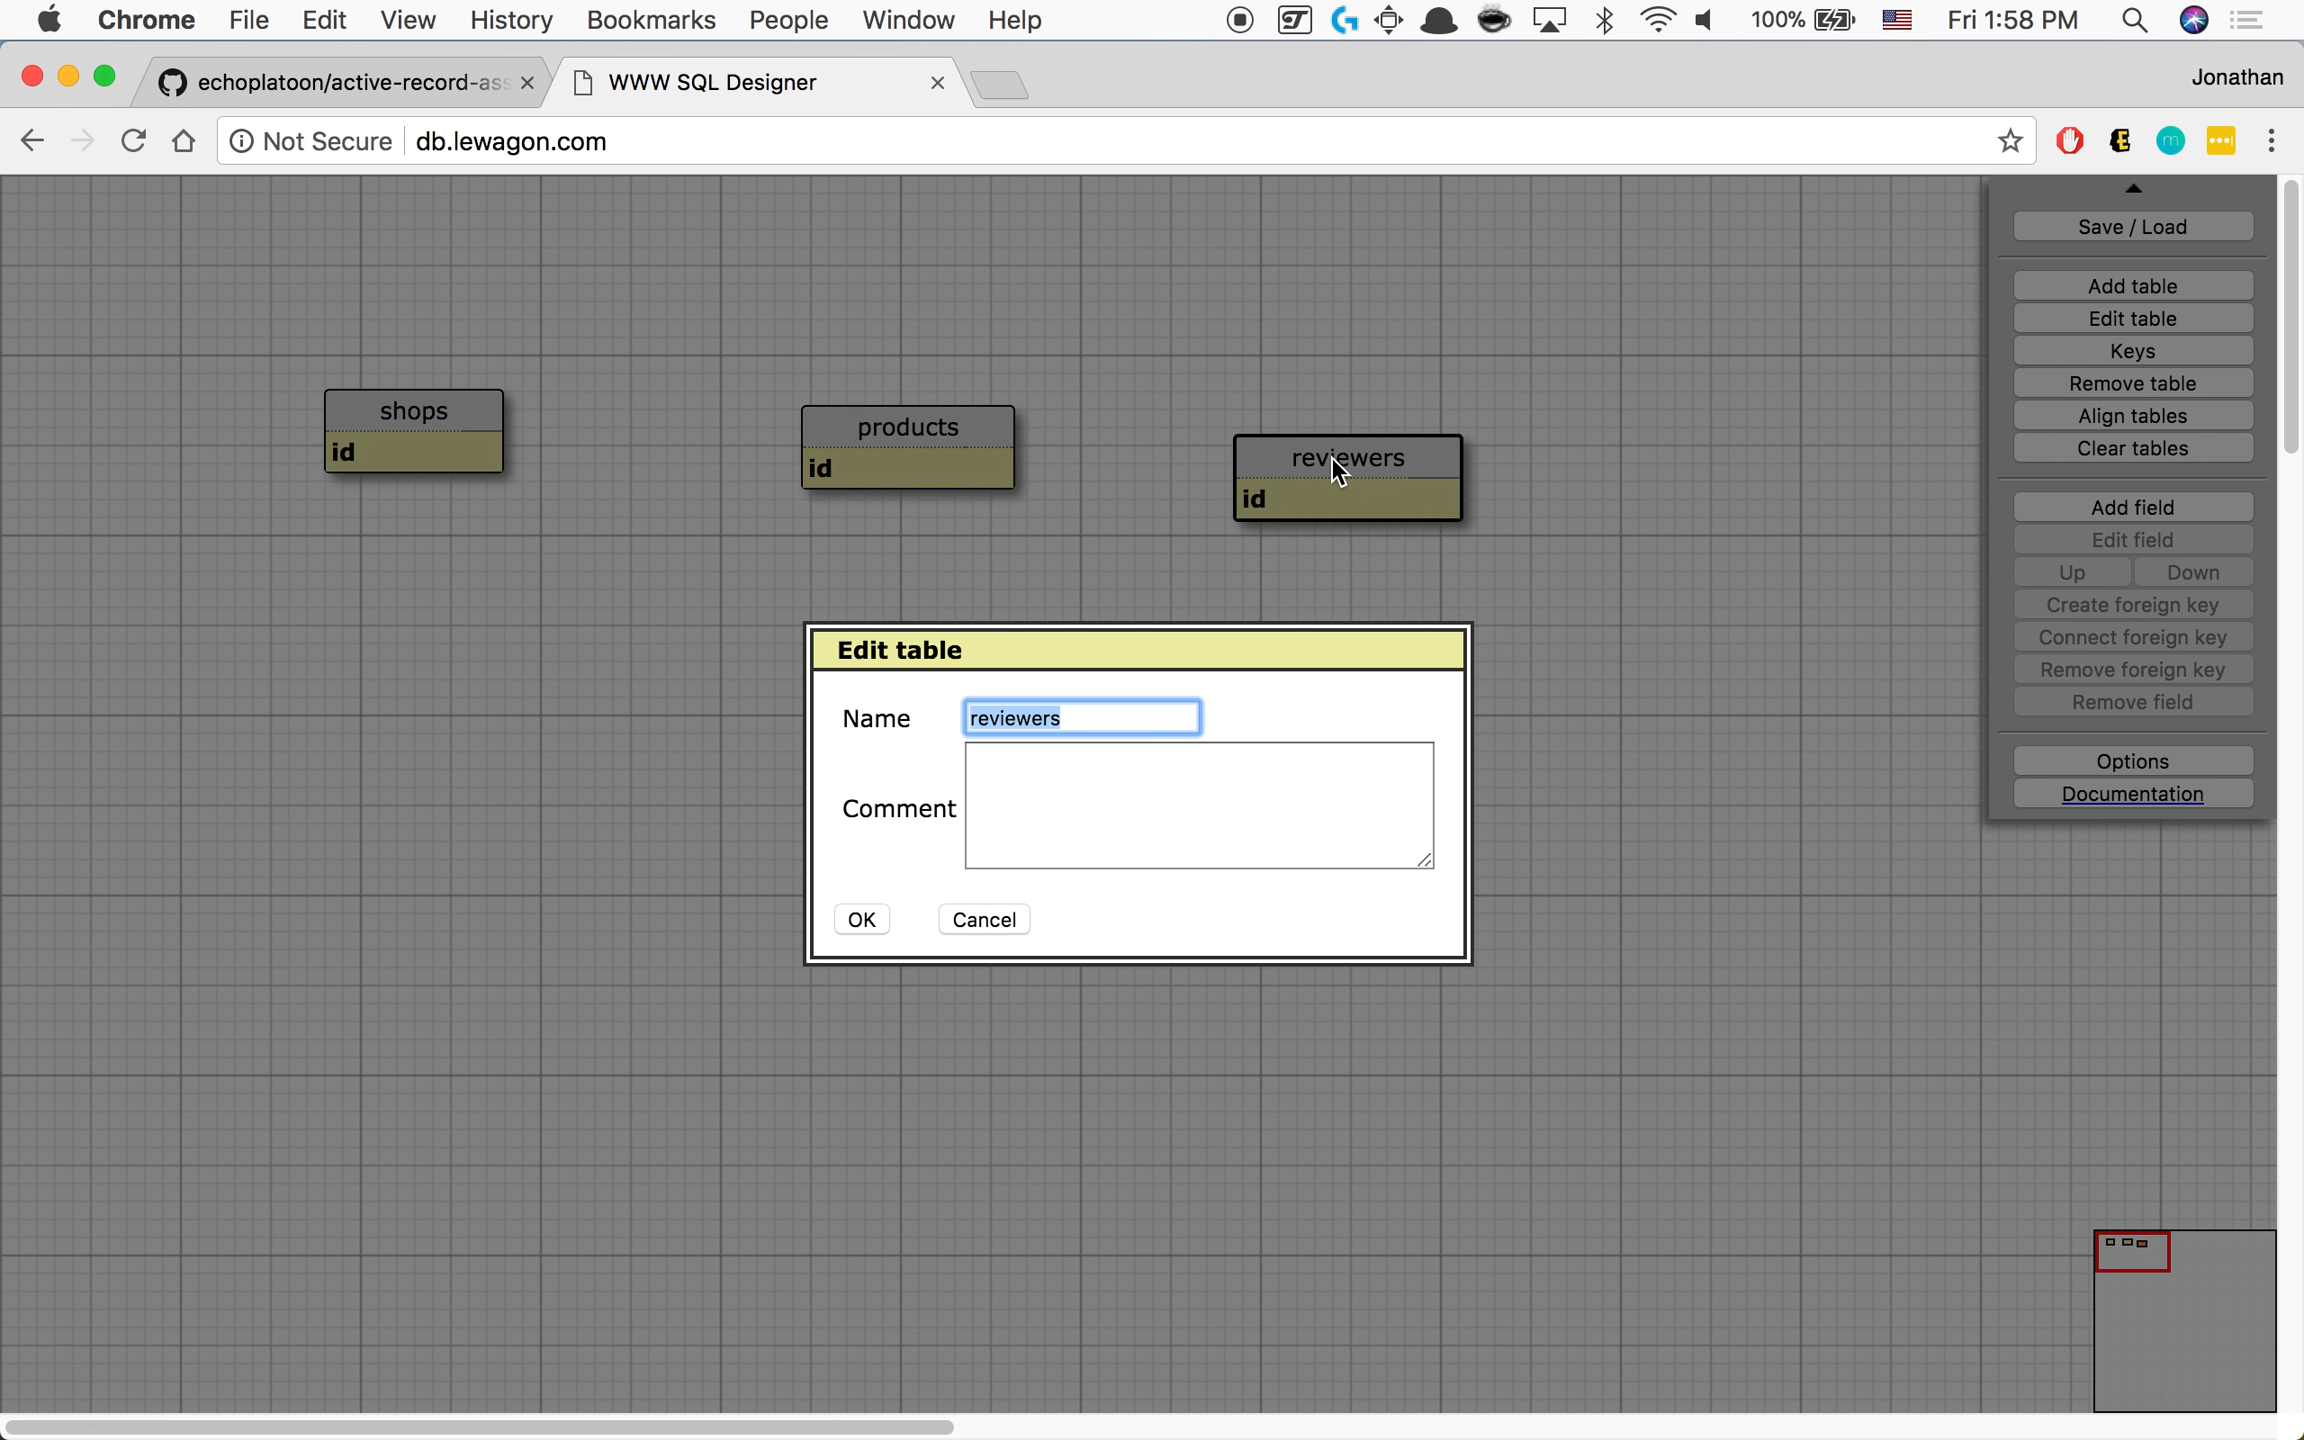 Chrome File Edit View History Bookmarks People Window Help 100% Fri 1:58 PM
echoplatoon/active-record-ass WWW SQL Designer Jonathan
Not Secure db.lewagon.com
Save / Load
Add table
Edit table
Keys
Remove table
Align tables
Clear tables
Add field
Edit field
Up Down
Create foreign key
Connect foreign key
Remove foreign key
Remove field
Options
Documentation
shops
id
products
id
reviewers
id
Edit table
Name reviewers
Comment
OK Cancel